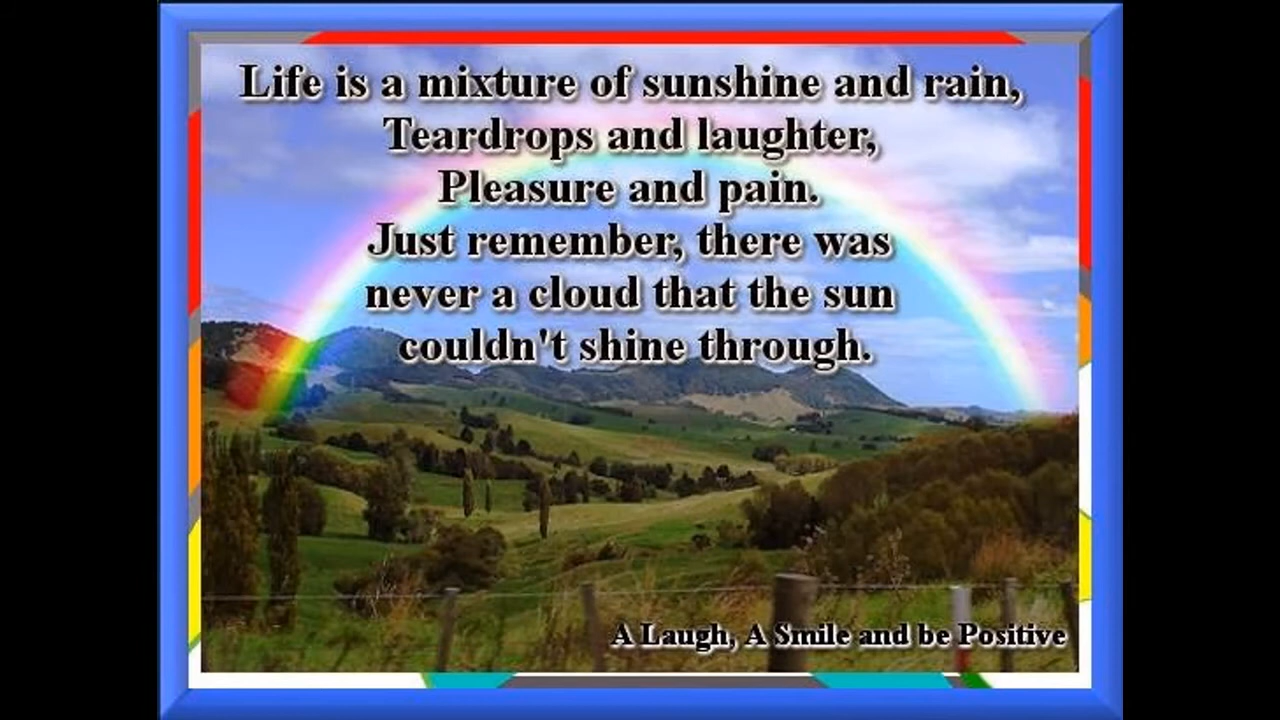 Life is a mixture of sunshine and rain,
Teardrops and laughter,
Pleasure and pain.
Just remember, there was
never a cloud that the sun
couldn't shine through.
A Laugh, A Smile and be Positive